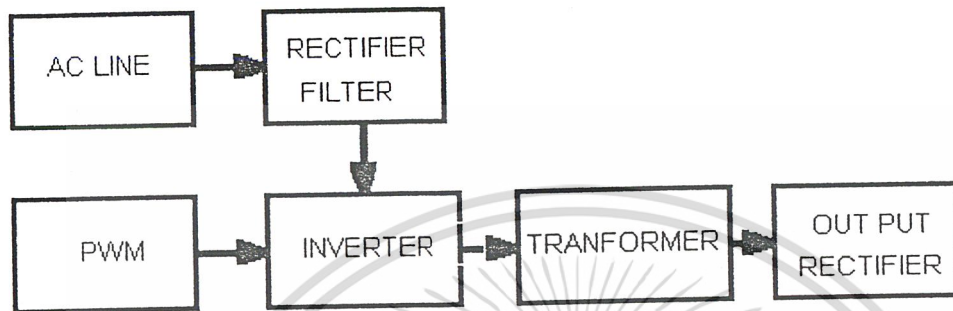 AC LINE
RECTIFIER
FILTER
PWM
INVERTER
TRANFORMER
OUT PUT
RECTIFIER